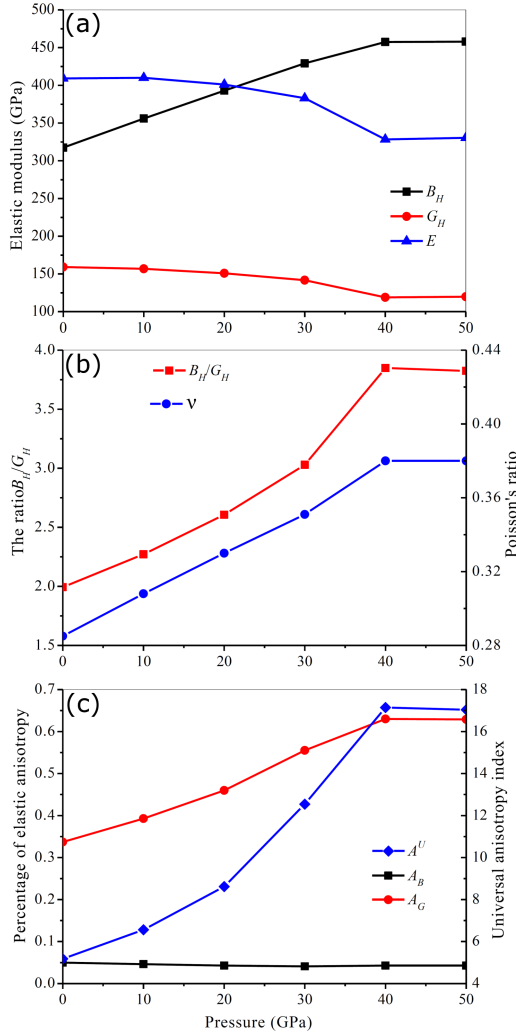 (a)
Elastic modulus (GPa)
500
450
400
350
300
250
200
150
100
B_H
G_H
E
0 10 20 30 40 50
(b)
The ratioB_H/G_H
4.0
3.5
3.0
2.5
2.0
1.5
B_H/G_H
ν
0.44
0.40
0.36
0.32
0.28
Poisson's ratio
0 10 20 30 40 50
(c)
Percentage of elastic anisotropy
0.7
0.6
0.5
0.4
0.3
0.2
0.1
0.0
A^U
A_B
A_G
18
16
14
12
10
8
6
4
Universal anisotropy index
0 10 20 30 40 50
Pressure (GPa)